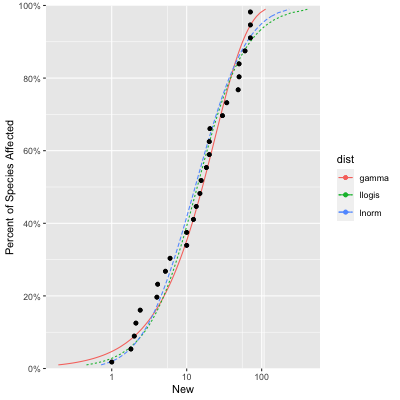 100%
80%
60%
40%
20%
0%
Percent of Species Affected
1
10
100
New
dist
gamma
llogis
lnorm